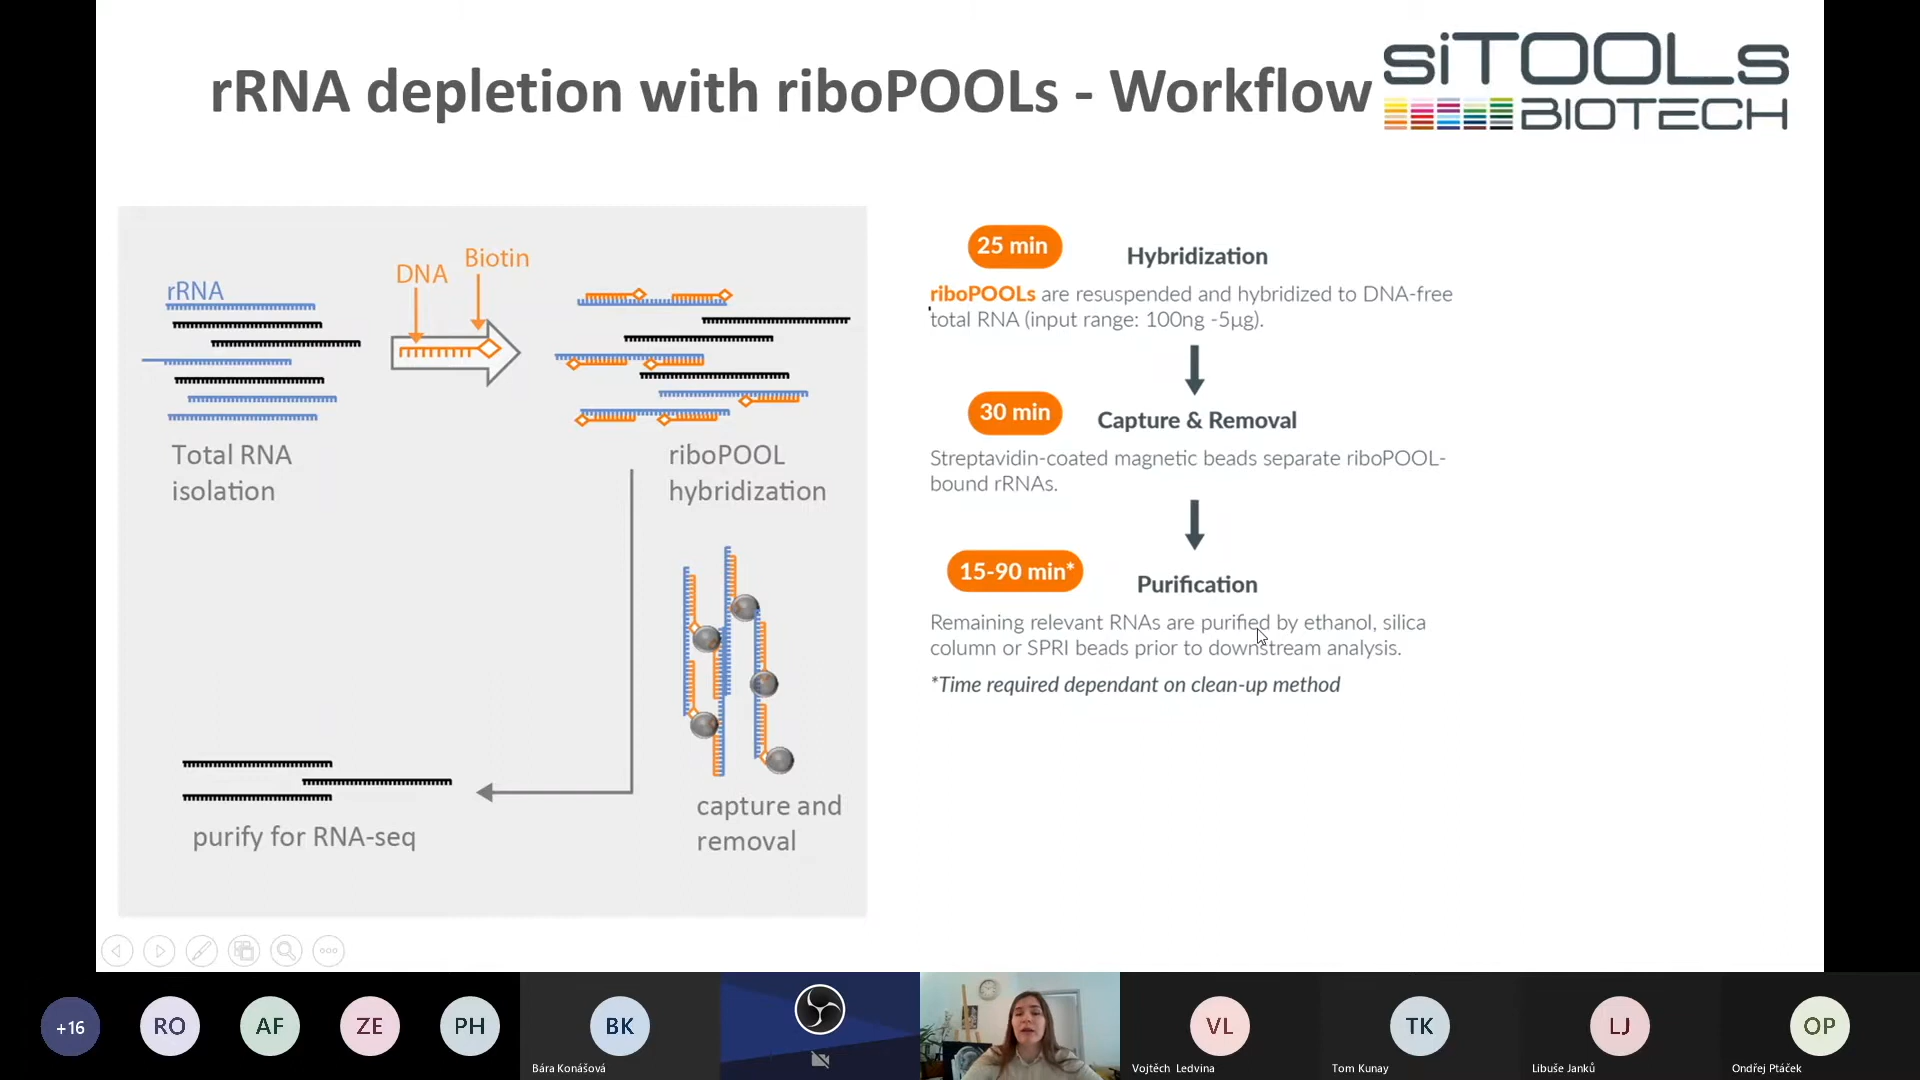 rRNA depletion with riboPOOLs - Workflow
siTOOLs
BIOTECH
rRNA
DNA
Biotin
Total RNA
isolation
riboPOOL
hybridization
capture and
removal
purify for RNA-seq
25 min
Hybridization
riboPOOLs are resuspended and hybridized to DNA-free
total RNA (input range: 100ng -5µg).
30 min
Capture & Removal
Streptavidin-coated magnetic beads separate riboPOOL-
bound rRNAs.
15-90 min*
Purification
Remaining relevant RNAs are purified by ethanol, silica
column or SPRI beads prior to downstream analysis.
*Time required dependant on clean-up method
+16
RO
AF
ZE
PH
BK
Bára Konášová
VL
Vojtěch Ledvina
TK
Tom Kunay
LJ
Libuše Janků
OP
Ondřej Ptáček